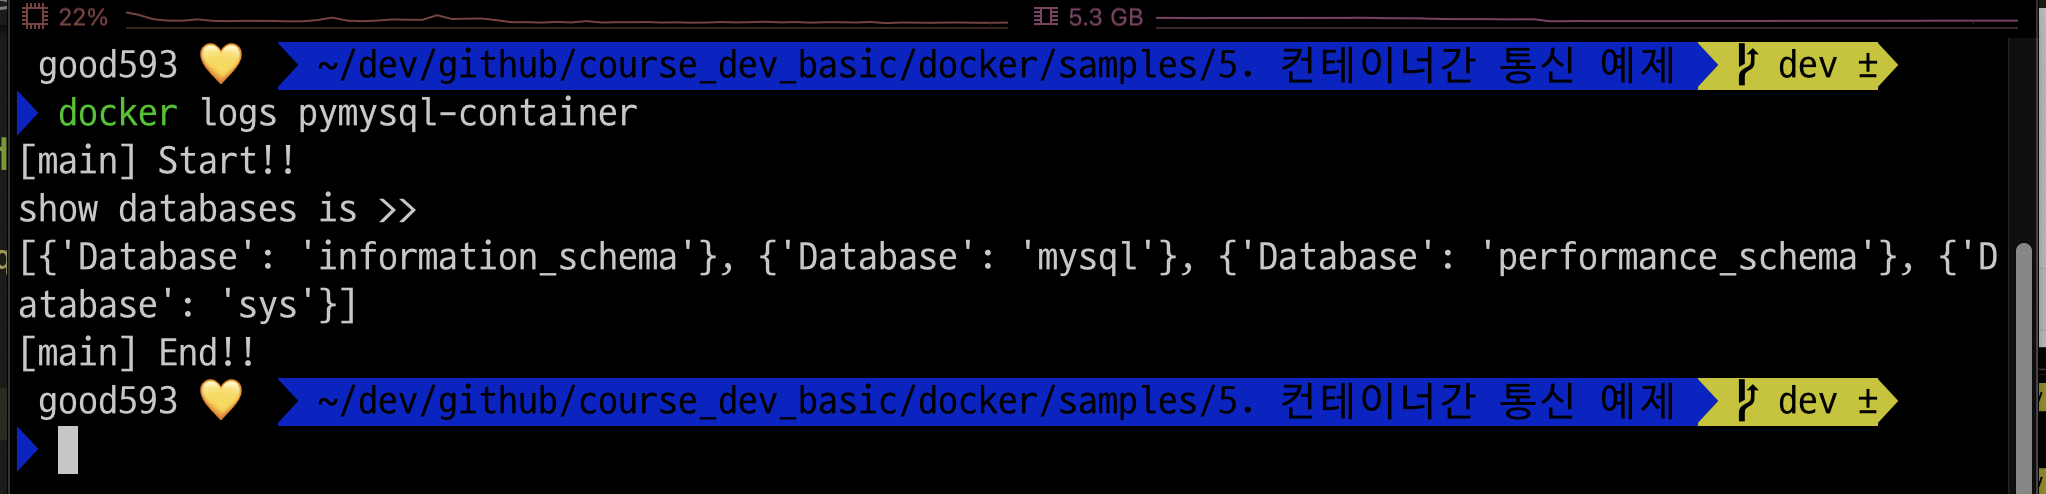 22% 5.3 GB
good593 💛 ~/dev/github/course_dev_basic/docker/samples/5. 컨테이너간 통신 예제 dev ±
docker logs pymysql-container
[main] Start!!
show databases is >>
[{'Database': 'information_schema'}, {'Database': 'mysql'}, {'Database': 'performance_schema'}, {'D
atabase': 'sys'}]
[main] End!!
good593 💛 ~/dev/github/course_dev_basic/docker/samples/5. 컨테이너간 통신 예제 dev ±